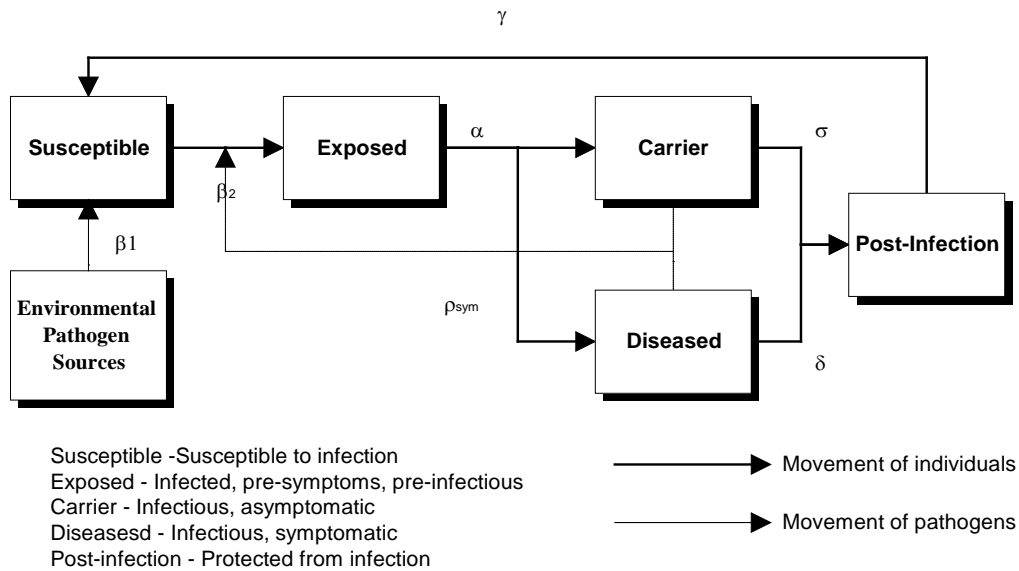 γ
Susceptible
Exposed
α
Carrier
σ
β2
Post-Infection
β1
Environmental
Pathogen
Sources
ρsym
Diseased
δ
Susceptible -Susceptible to infection
Exposed - Infected, pre-symptoms, pre-infectious
Carrier - Infectious, asymptomatic
Diseasesd - Infectious, symptomatic
Post-infection - Protected from infection
Movement of individuals
Movement of pathogens